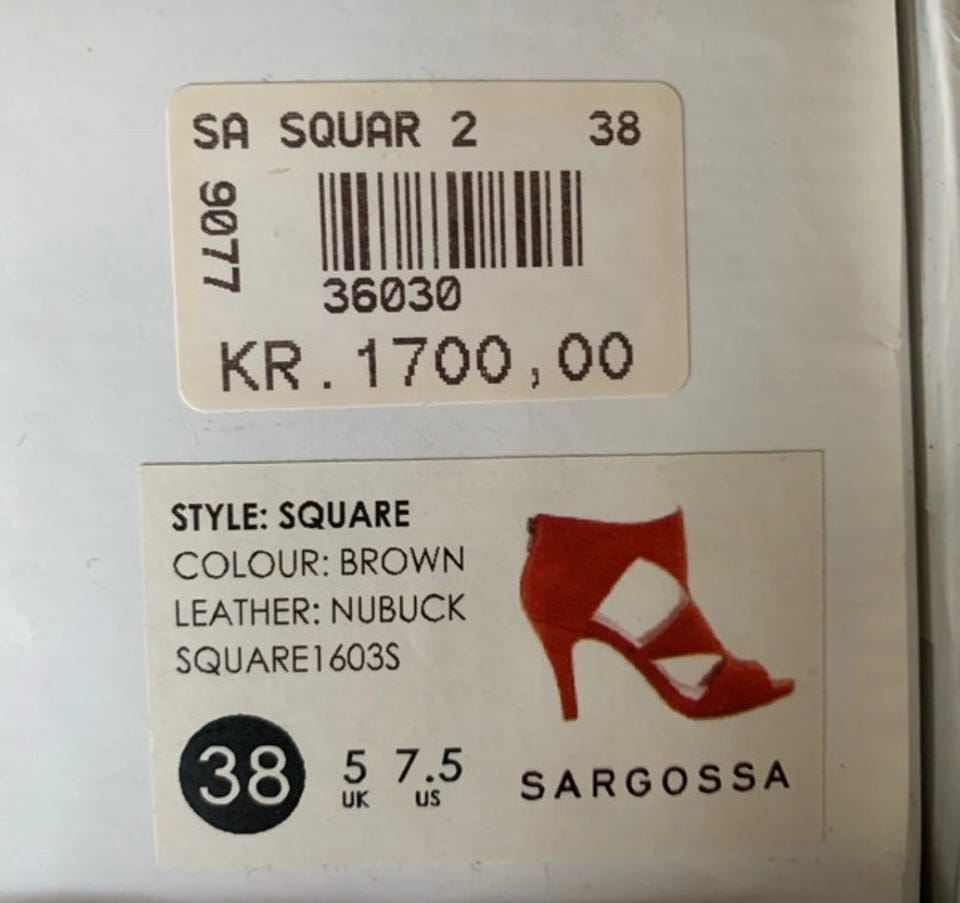 SA SQUAR 2 38
9077
36030
KR. 1700,00
STYLE: SQUARE
COLOUR: BROWN
LEATHER: NUBUCK
SQUARE1603S
38 5 7.5
UK US
SARGOSSA